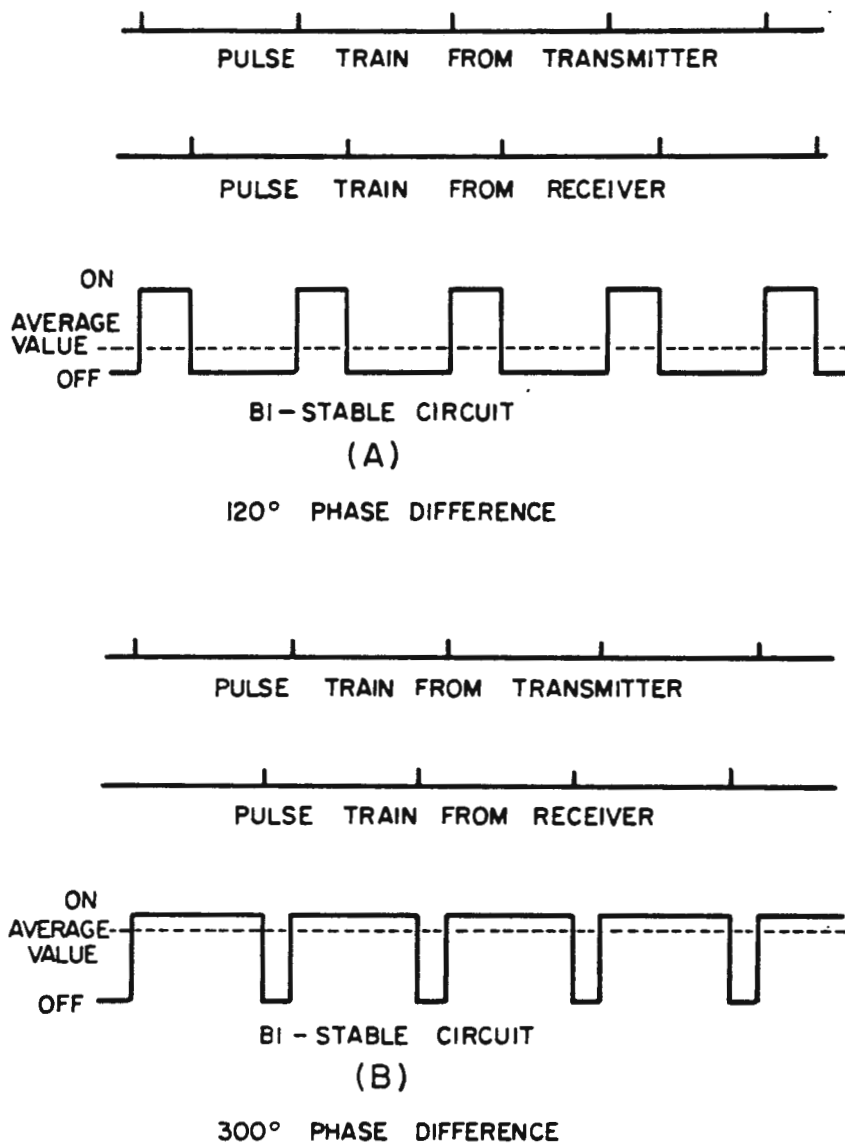 PULSE TRAIN FROM TRANSMITTER
PULSE TRAIN FROM RECEIVER
ON
AVERAGE
VALUE
OFF
BI-STABLE CIRCUIT
(A)
120° PHASE DIFFERENCE
PULSE TRAIN FROM TRANSMITTER
PULSE TRAIN FROM RECEIVER
ON
AVERAGE
VALUE
OFF
BI-STABLE CIRCUIT
(B)
300° PHASE DIFFERENCE